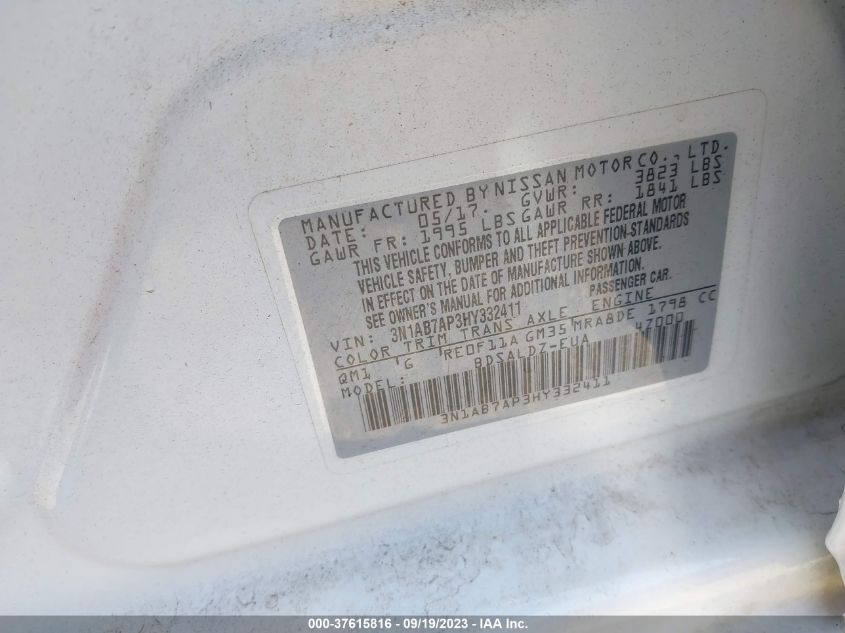 MANUFACTURED BY NISSAN MOTOR CO., LTD.
DATE: 05/17. GVWR: 3823 LBS
GAWR FR: 1995 LBS GAWR RR: 1841 LBS
THIS VEHICLE CONFORMS TO ALL APPLICABLE FEDERAL MOTOR
VEHICLE SAFETY, BUMPER AND THEFT PREVENTION STANDARDS
IN EFFECT ON THE DATE OF MANUFACTURE SHOWN ABOVE.
SEE OWNER'S MANUAL FOR ADDITIONAL INFORMATION.
VIN: 3N1AB7AP3HY332411 PASSENGER CAR.
COLOR TRIM TRANS AXLE ENGINE
QM1 'G RE0F11A GM35 MRA8DE 1798 CC
MODEL: BDSALDZ-EUA 4Z000
3N1AB7AP3HY332411
000-37615816 - 09/19/2023 - IAA Inc.